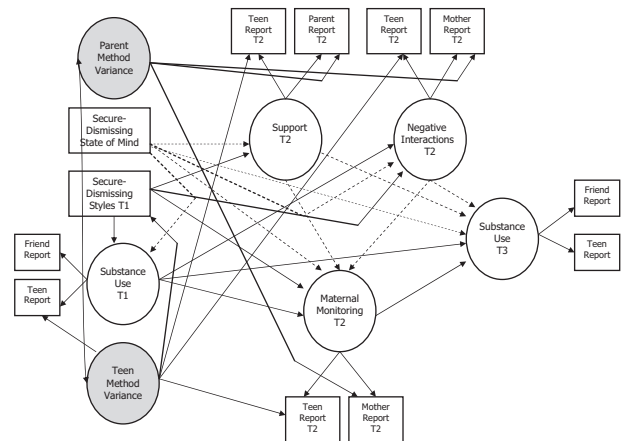 Teen
Report
T2
Parent
Report
T2
Teen
Report
T2
Mother
Report
T2
Parent
Method
Variance
Secure-
Dismissing
State of Mind
Support
T2
Negative
Interactions
T2
Secure-
Dismissing
Styles T1
Friend
Report
Friend
Report
Substance
Use
T1
Substance
Use
T3
Teen
Report
Teen
Report
Maternal
Monitoring
T2
Teen
Method
Variance
Teen
Report
T2
Mother
Report
T2